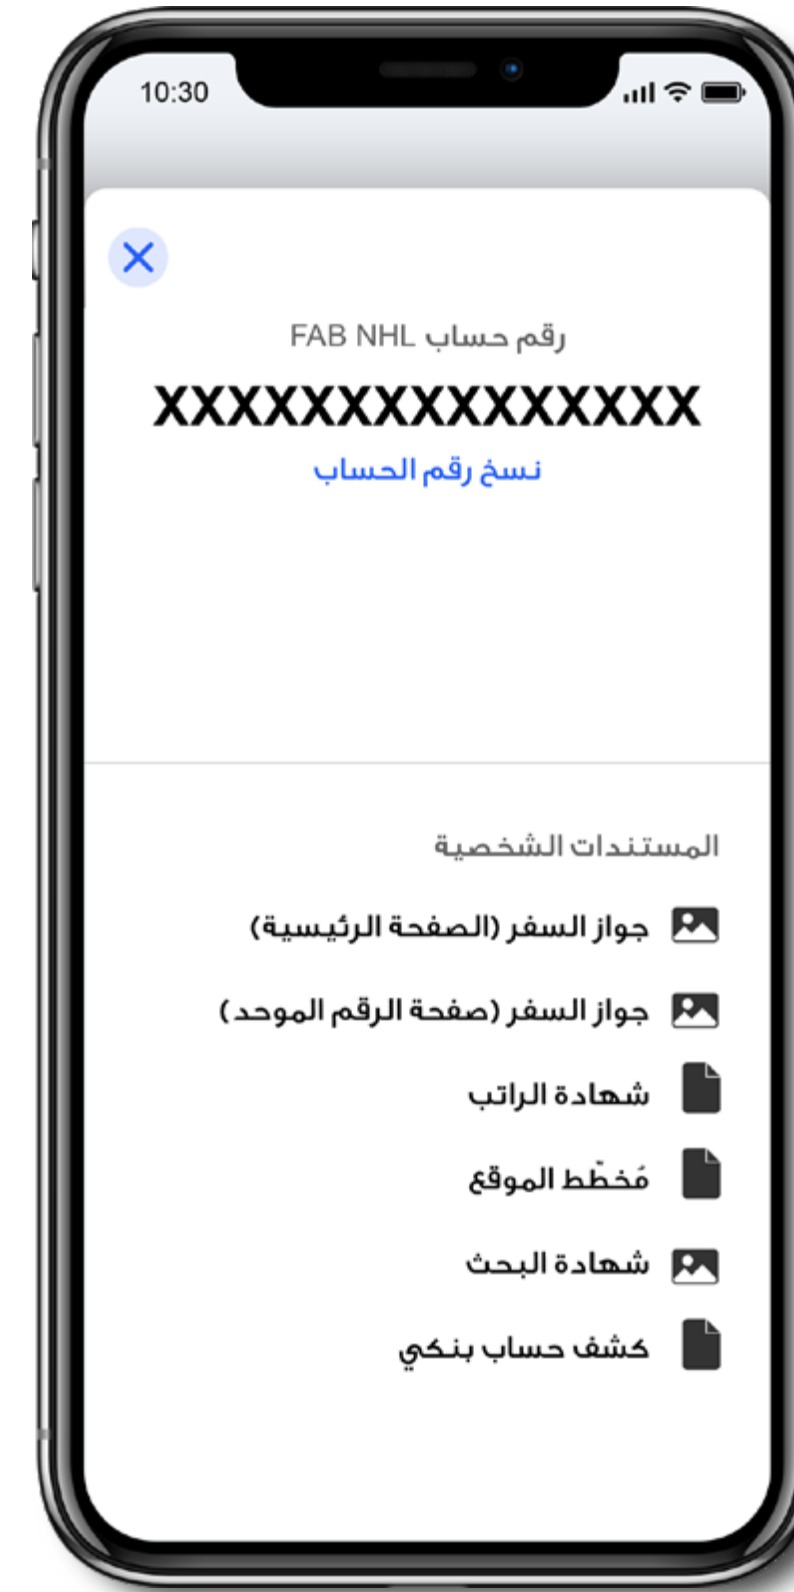 10:30
رقم حساب FAB NHL
XXXXXXXXXXXXXXX
نسخ رقم الحساب
المستندات الشخصية
جواز السفر (الصفحة الرئيسية)
جواز السفر (صفحة الرقم الموحد)
شهادة الراتب
مُخطّط الموقع
شهادة البحث
كشف حساب بنكي